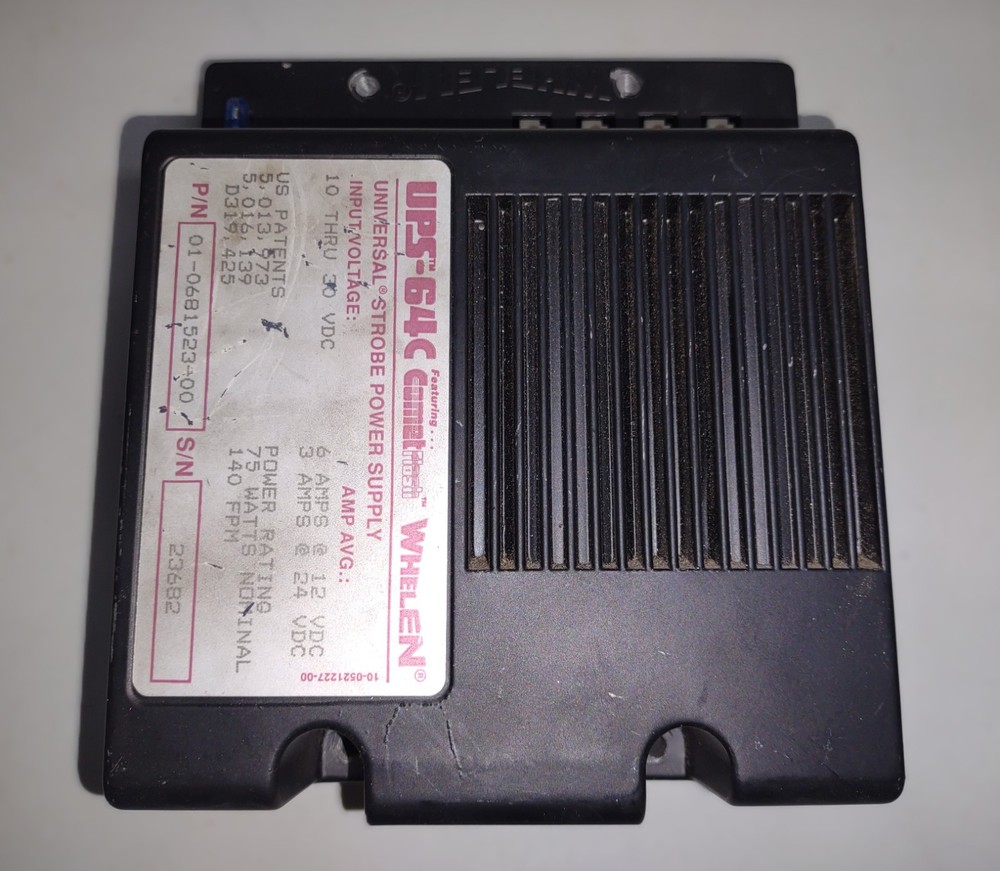 WHELEN®
Featuring...
UPS™-64C Cometflash™ WHELEN®
UNIVERSAL® STROBE POWER SUPPLY
INPUT VOLTAGE: AMP AVG.:
10 THRU 30 VDC 6 AMPS @ 12 VDC
3 AMPS @ 24 VDC
US PATENTS POWER RATING
5,013,973 75 WATTS NOMINAL
5,016,139 140 FPM
D316,425
P/N 01-0681523-00 S/N 23682
10-0521227-00